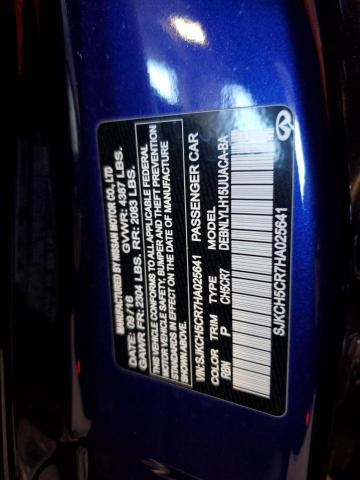 MANUFACTURED BY NISSAN MOTOR CO., LTD
DATE: 09/16 GVWR: 4387 LBS.
GAWR FR: 2304 LBS. RR: 2083 LBS.
THIS VEHICLE CONFORMS TO ALL APPLICABLE FEDERAL
MOTOR VEHICLE SAFETY, BUMPER AND THEFT PREVENTION
STANDARDS IN EFFECT ON THE DATE OF MANUFACTURE
SHOWN ABOVE.
VIN:SJKCH5CR7HA025641 PASSENGER CAR
COLOR TRIM MODEL
RBN P CH5CR7 DEBNLYLH15UUACA-BA
SJKCH5CR7HA025641